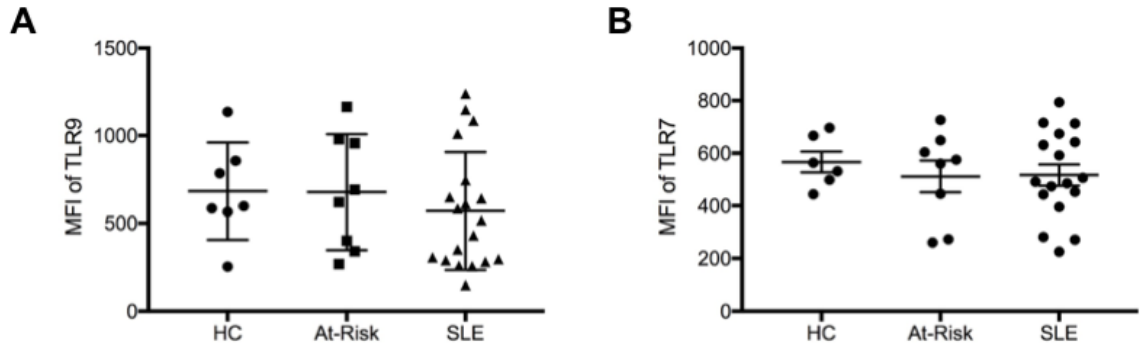 A
MFI of TLR9
1500
1000
500
0
HC
At-Risk
SLE
B
MFI of TLR7
1000
800
600
400
200
0
HC
At-Risk
SLE